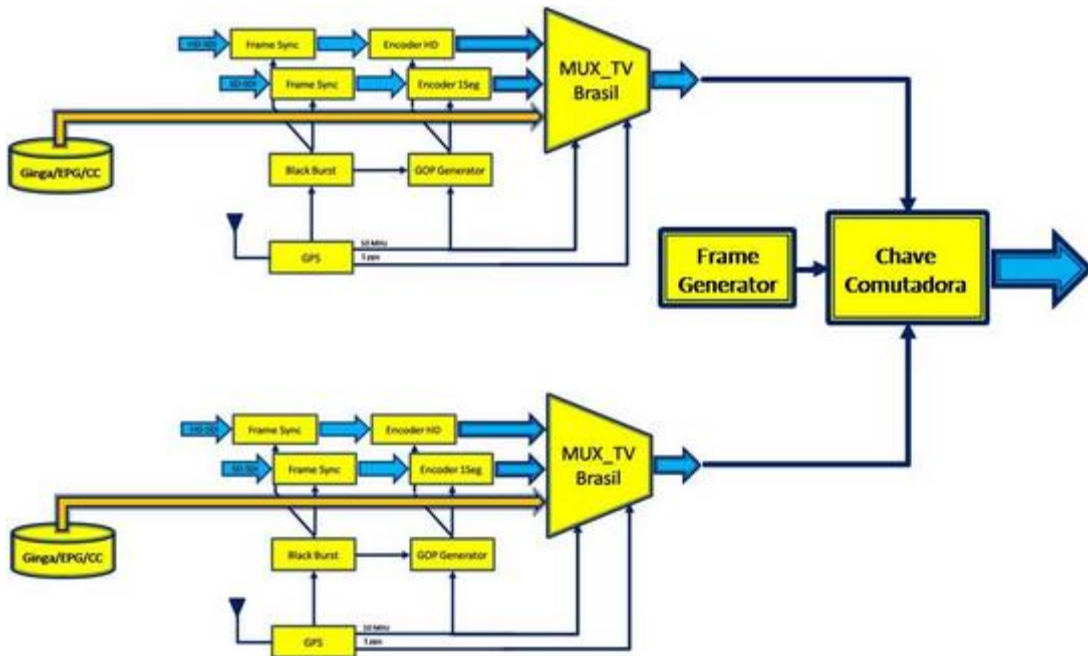 HD-SDI
Frame Sync
Encoder HD
SD-SDI
Frame Sync
Encoder 1Seg
MUX_TV
Brasil
Ginga/EPG/CC
Black Burst
GOP Generator
GPS
10 MHz
1 pps
Frame
Generator
Chave
Comutadora
HD-SDI
Frame Sync
Encoder HD
SD-SDI
Frame Sync
Encoder 1Seg
MUX_TV
Brasil
Ginga/EPG/CC
Black Burst
GOP Generator
GPS
10 MHz
1 pps